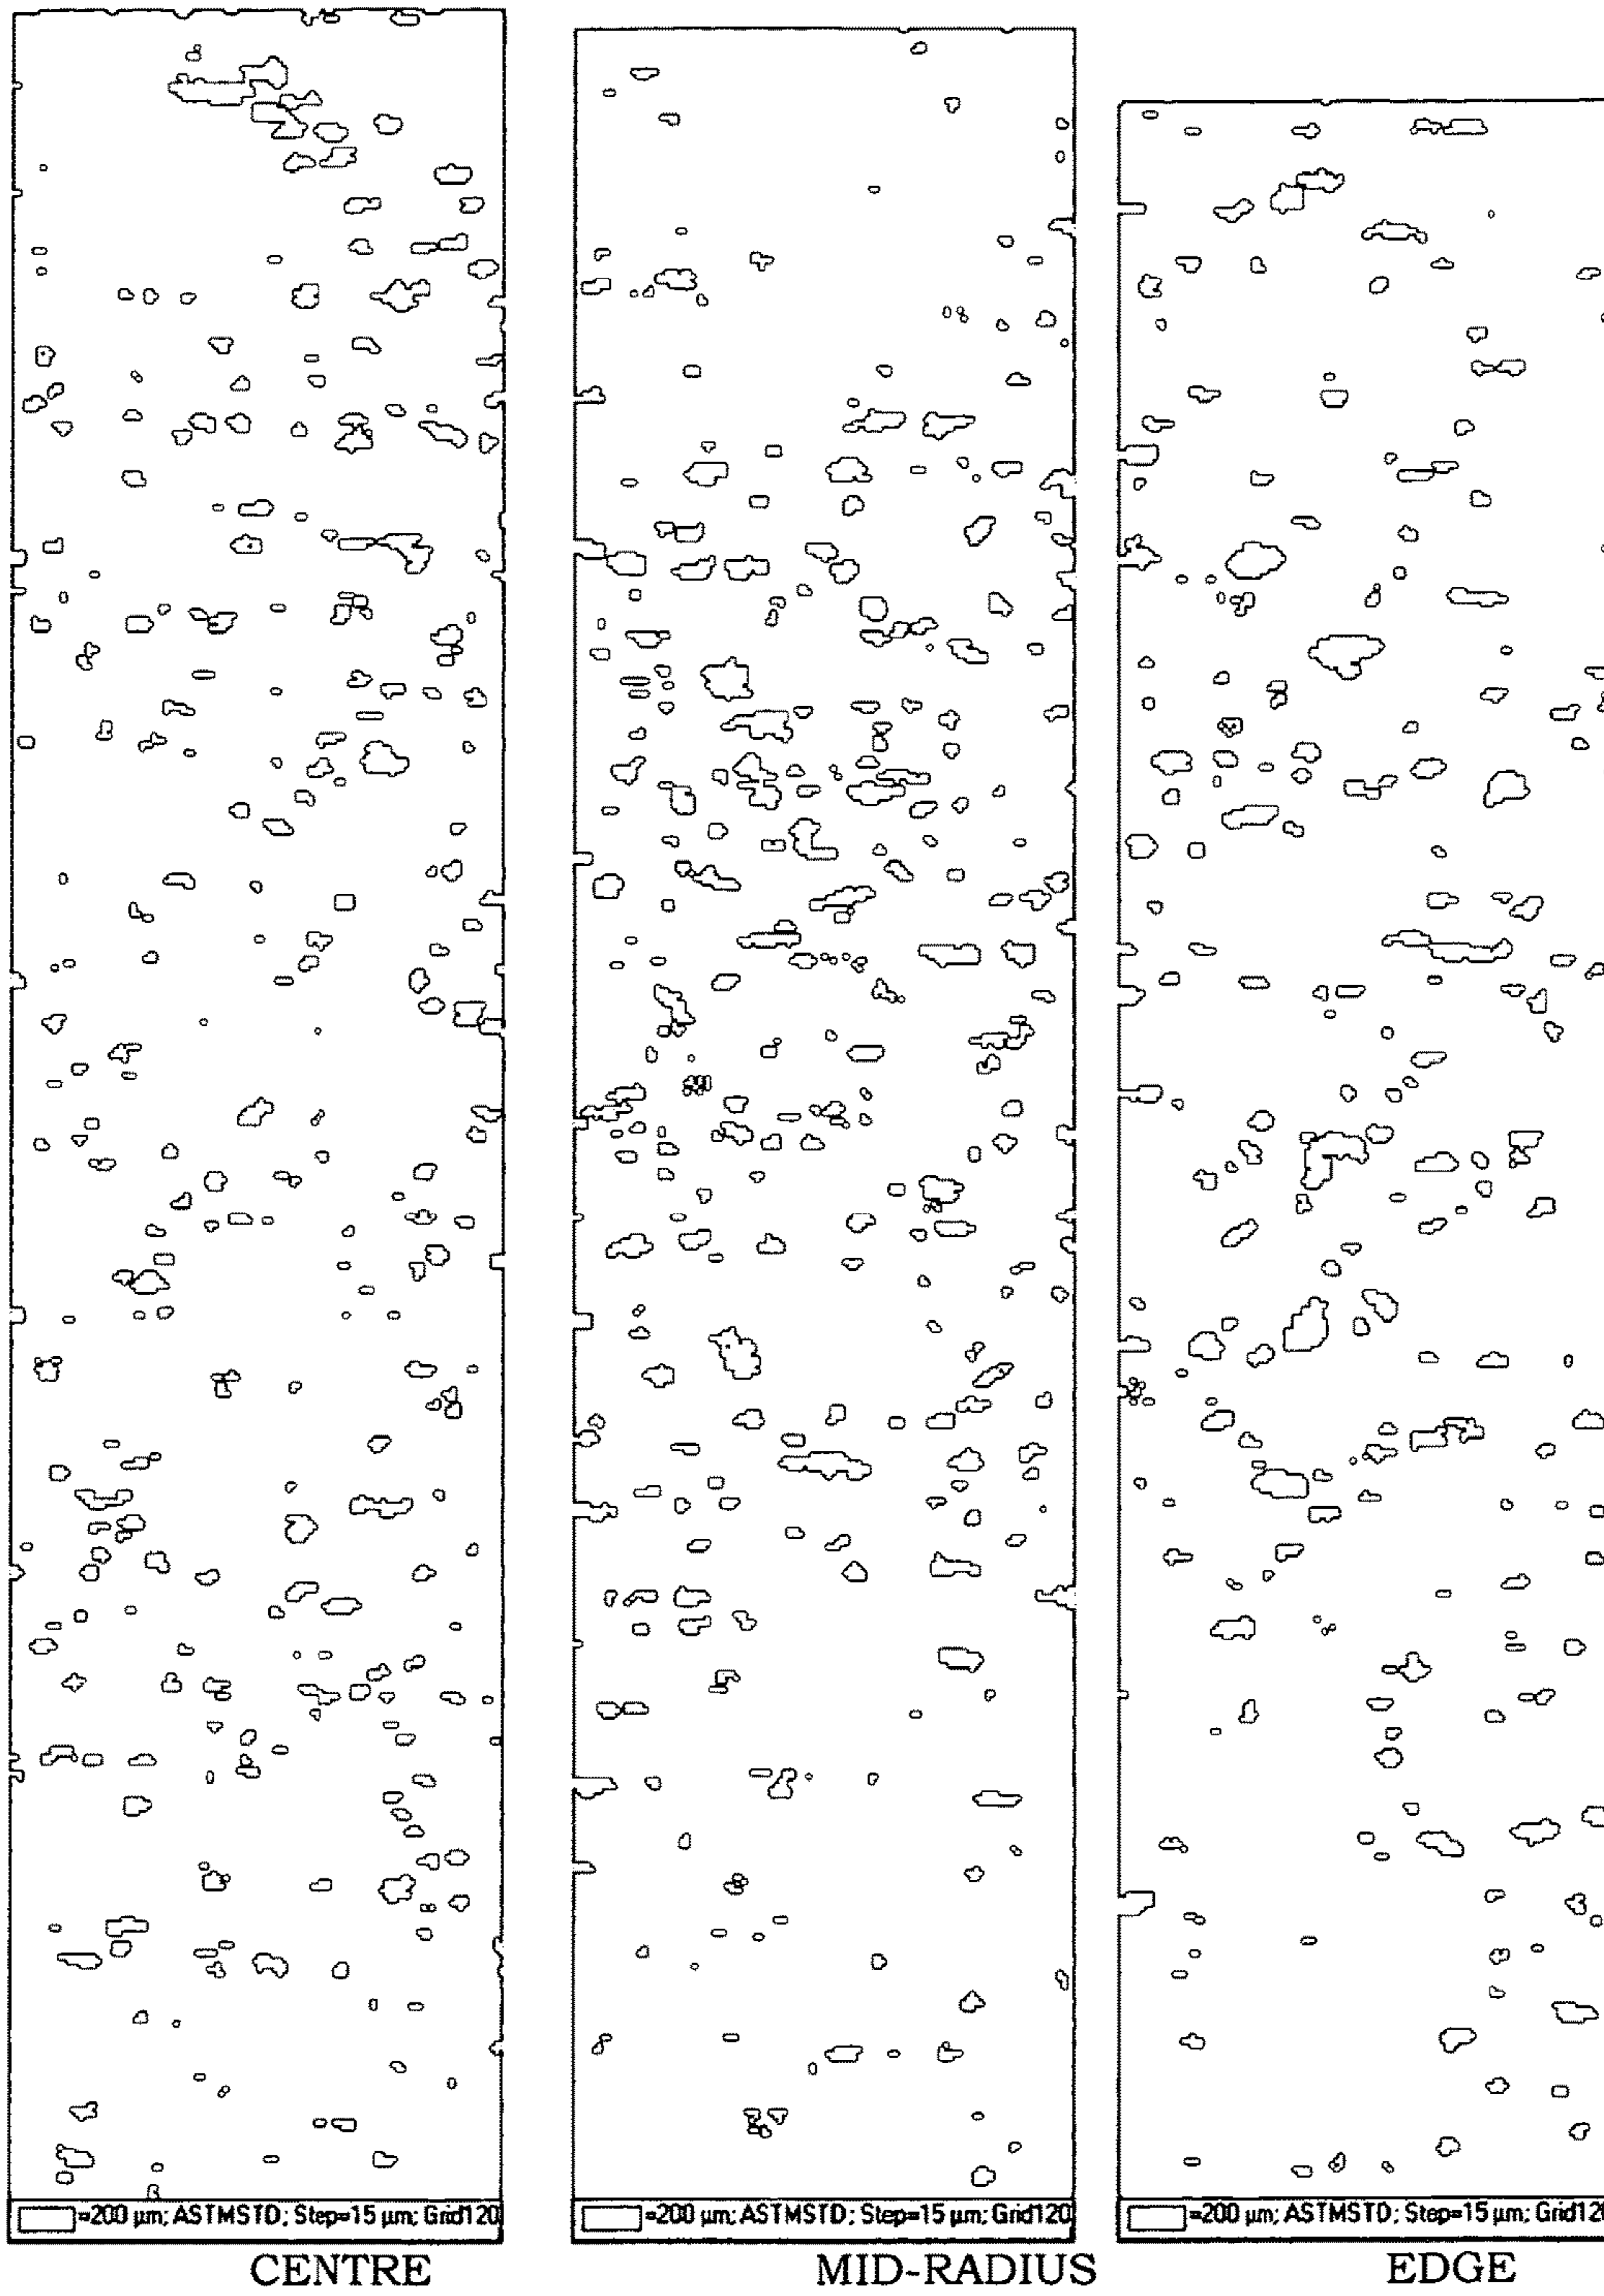 =200 µm; ASTMSTD; Step=15 µm; Grid120
=200 µm; ASTMSTD; Step=15 µm; Grid120
=200 µm; ASTMSTD; Step=15 µm; Grid12
CENTRE
MID-RADIUS
EDGE